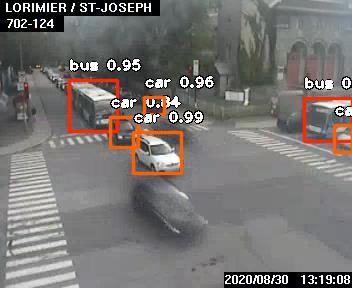 LORIMIER / ST-JOSEPH
702-124
bus 0.95
car 0.96
bus 0
car 0.84
car 0.99
ca
2020/08/30 13:19:08